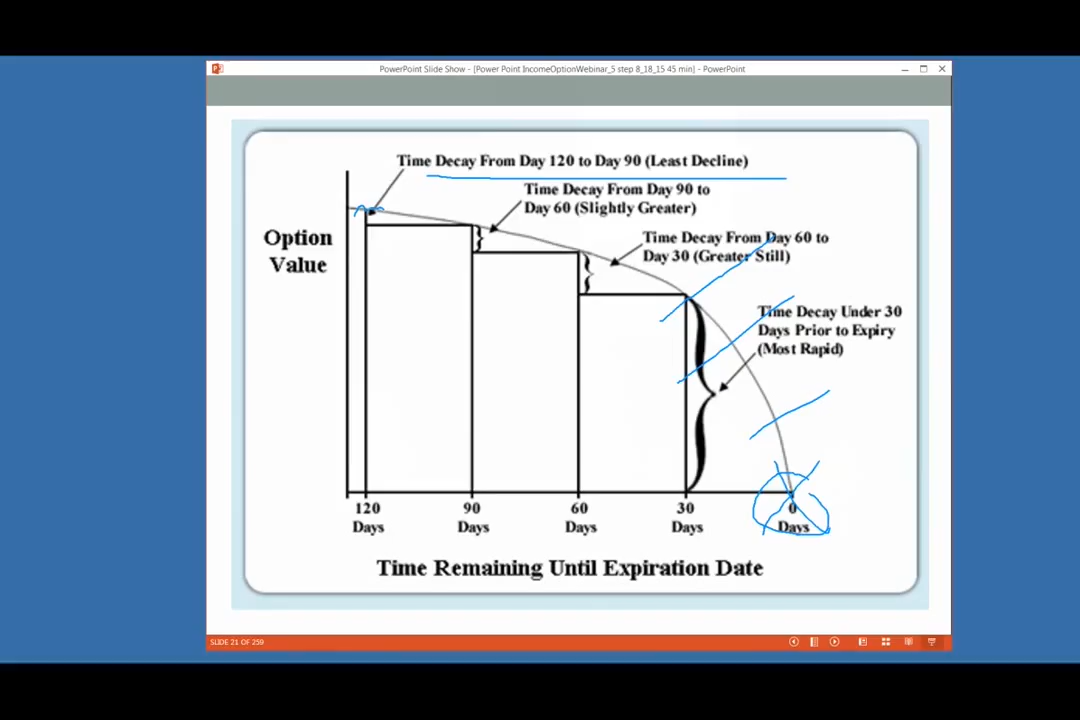 PowerPoint Slide Show - [Power Point IncomeOptionWebinar_5 step 8_18_15 45 min] - PowerPoint
Time Decay From Day 120 to Day 90 (Least Decline)
Time Decay From Day 90 to
Day 60 (Slightly Greater)
Option
Value
Time Decay From Day 60 to
Day 30 (Greater Still)
Time Decay Under 30
Days Prior to Expiry
(Most Rapid)
120
Days
90
Days
60
Days
30
Days
0
Days
Time Remaining Until Expiration Date
SLIDE 21 OF 259